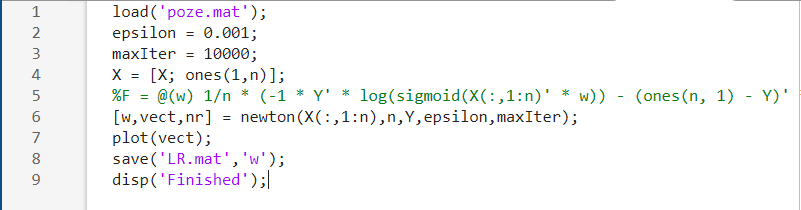 1 load('poze.mat');
2 epsilon = 0.001;
3 maxIter = 10000;
4 X = [X; ones(1,n)];
5 %F = @(w) 1/n * (-1 * Y' * log(sigmoid(X(:,1:n)' * w)) - (ones(n, 1) - Y)'
6 [w,vect,nr] = newton(X(:,1:n),n,Y,epsilon,maxIter);
7 plot(vect);
8 save('LR.mat','w');
9 disp('Finished');